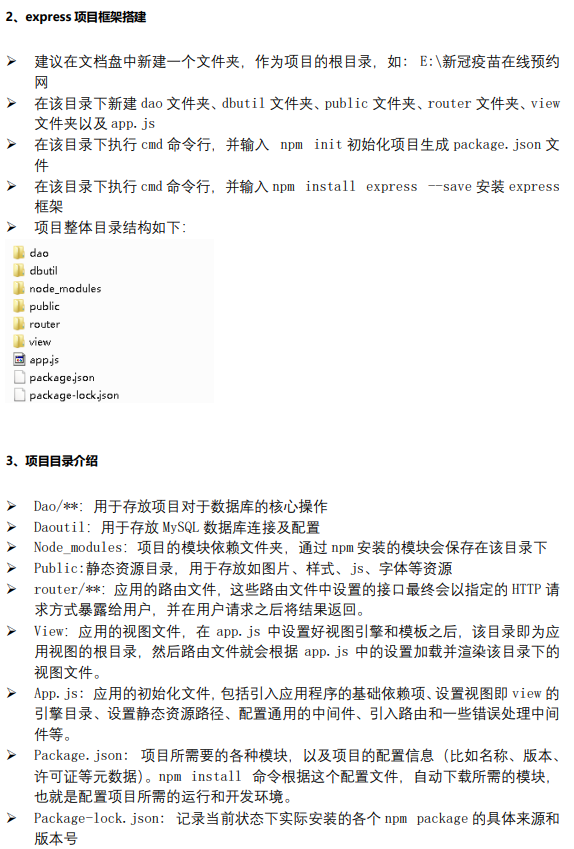 2、express 项目框架搭建
➢ 建议在文档盘中新建一个文件夹，作为项目的根目录，如： E:\新冠疫苗在线预约
网
➢ 在该目录下新建 dao 文件夹、dbutil 文件夹、public 文件夹、router 文件夹、view
文件夹以及 app.js
➢ 在该目录下执行 cmd 命令行，并输入 npm init 初始化项目生成 package.json 文
件
➢ 在该目录下执行 cmd 命令行，并输入 npm install express --save 安装 express
框架
➢ 项目整体目录结构如下：
dao
dbutil
node_modules
public
router
view
app.js
package.json
package-lock.json
3、项目目录介绍
➢ Dao/**: 用于存放项目对于数据库的核心操作
➢ Daoutil: 用于存放 MySQL 数据库连接及配置
➢ Node_modules: 项目的模块依赖文件夹，通过 npm 安装的模块会保存在该目录下
➢ Public:静态资源目录，用于存放如图片、样式、js、字体等资源
➢ router/**: 应用的路由文件，这些路由文件中设置的接口最终会以指定的 HTTP 请
求方式暴露给用户，并在用户请求之后将结果返回。
➢ View: 应用的视图文件，在 app.js 中设置好视图引擎和模板之后，该目录即为应
用视图的根目录，然后路由文件就会根据 app.js 中的设置加载并渲染该目录下的
视图文件。
➢ App.js: 应用的初始化文件，包括引入应用程序的基础依赖项、设置视图即 view 的
引擎目录、设置静态资源路径、配置通用的中间件、引入路由和一些错误处理中间
件等。
➢ Package.json: 项目所需要的各种模块，以及项目的配置信息（比如名称、版本、
许可证等元数据）。npm install 命令根据这个配置文件，自动下载所需的模块，
也就是配置项目所需的运行和开发环境。
➢ Package-lock.json: 记录当前状态下实际安装的各个 npm package 的具体来源和
版本号